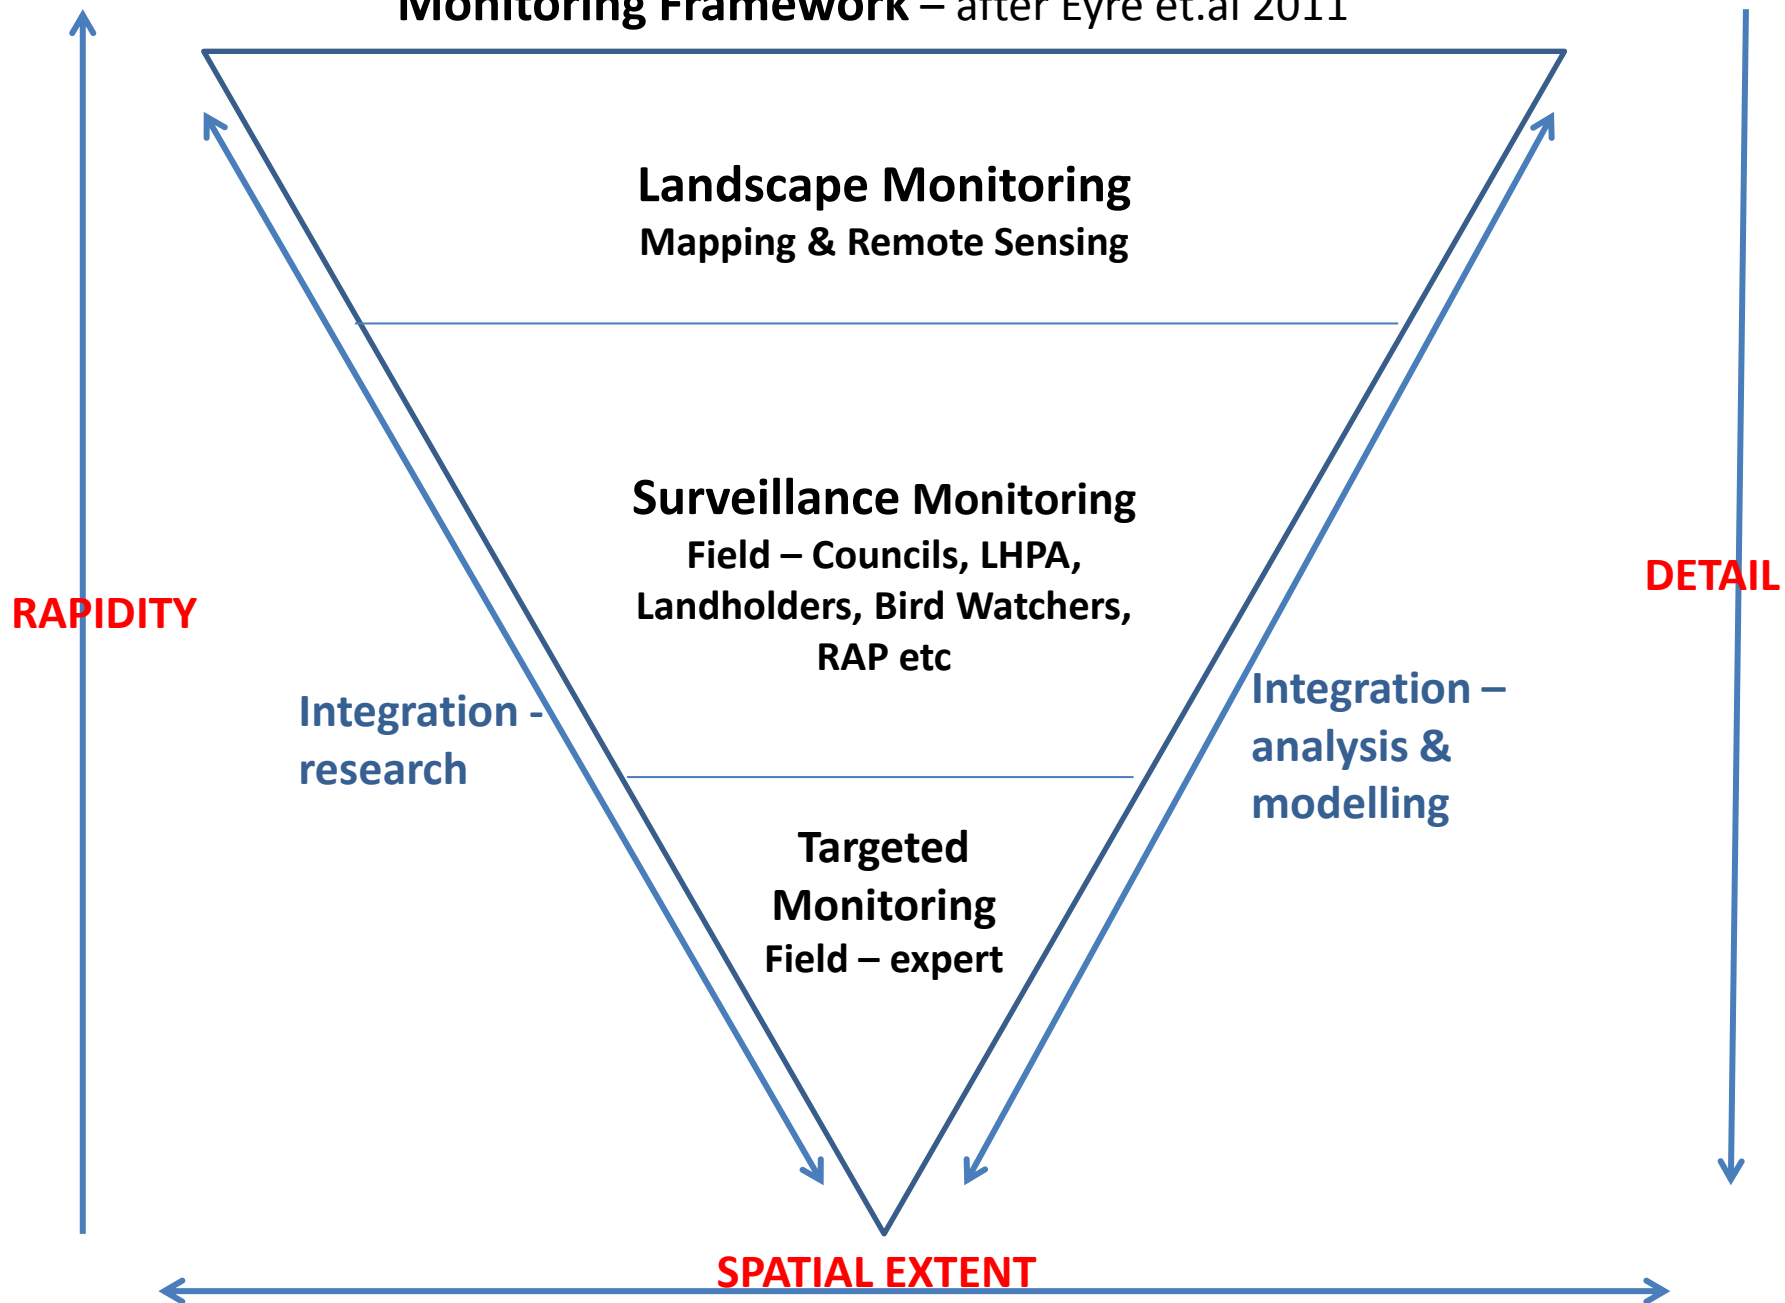 Monitoring Framework – after Eyre et.al 2011
Landscape Monitoring
Mapping & Remote Sensing
Surveillance Monitoring
Field – Councils, LHPA,
Landholders, Bird Watchers,
RAP etc
RAPIDITY
DETAIL
Integration -
research
Integration –
analysis &
modelling
Targeted
Monitoring
Field – expert
SPATIAL EXTENT